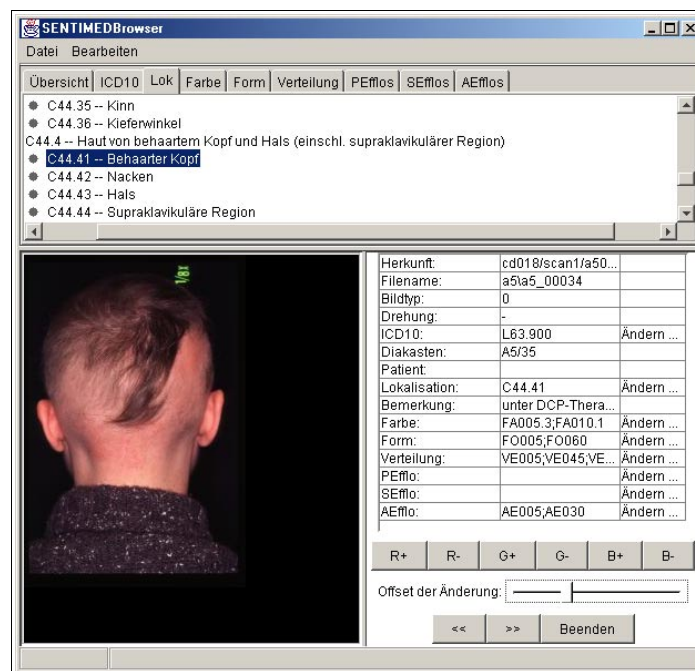 SENTIMEDBrowser
Datei Bearbeiten
Übersicht ICD10 Lok Farbe Form Verteilung PEfflos SEfflos AEfflos
C44.35 -- Kinn
C44.36 -- Kieferwinkel
C44.4 -- Haut von behaartem Kopf und Hals (einschl. supraklavikulärer Region)
C44.41 -- Behaarter Kopf
C44.42 -- Nacken
C44.43 -- Hals
C44.44 -- Supraklavikuläre Region
1/8x
Herkunft: cd018/scan1/a50...
Filename: a5\a5_00034
Bildtyp: 0
Drehung: -
ICD10: L63.900 Ändern ...
Diakasten: A5/35
Patient:
Lokalisation: C44.41 Ändern ...
Bemerkung: unter DCP-Thera...
Farbe: FA005.3;FA010.1 Ändern ...
Form: FO005;FO060 Ändern ...
Verteilung: VE005;VE045;VE... Ändern ...
PEfflo: Ändern ...
SEfflo: Ändern ...
AEfflo: AE005;AE030 Ändern ...
R+ R- G+ G- B+ B-
Offset der Änderung:
<< >> Beenden